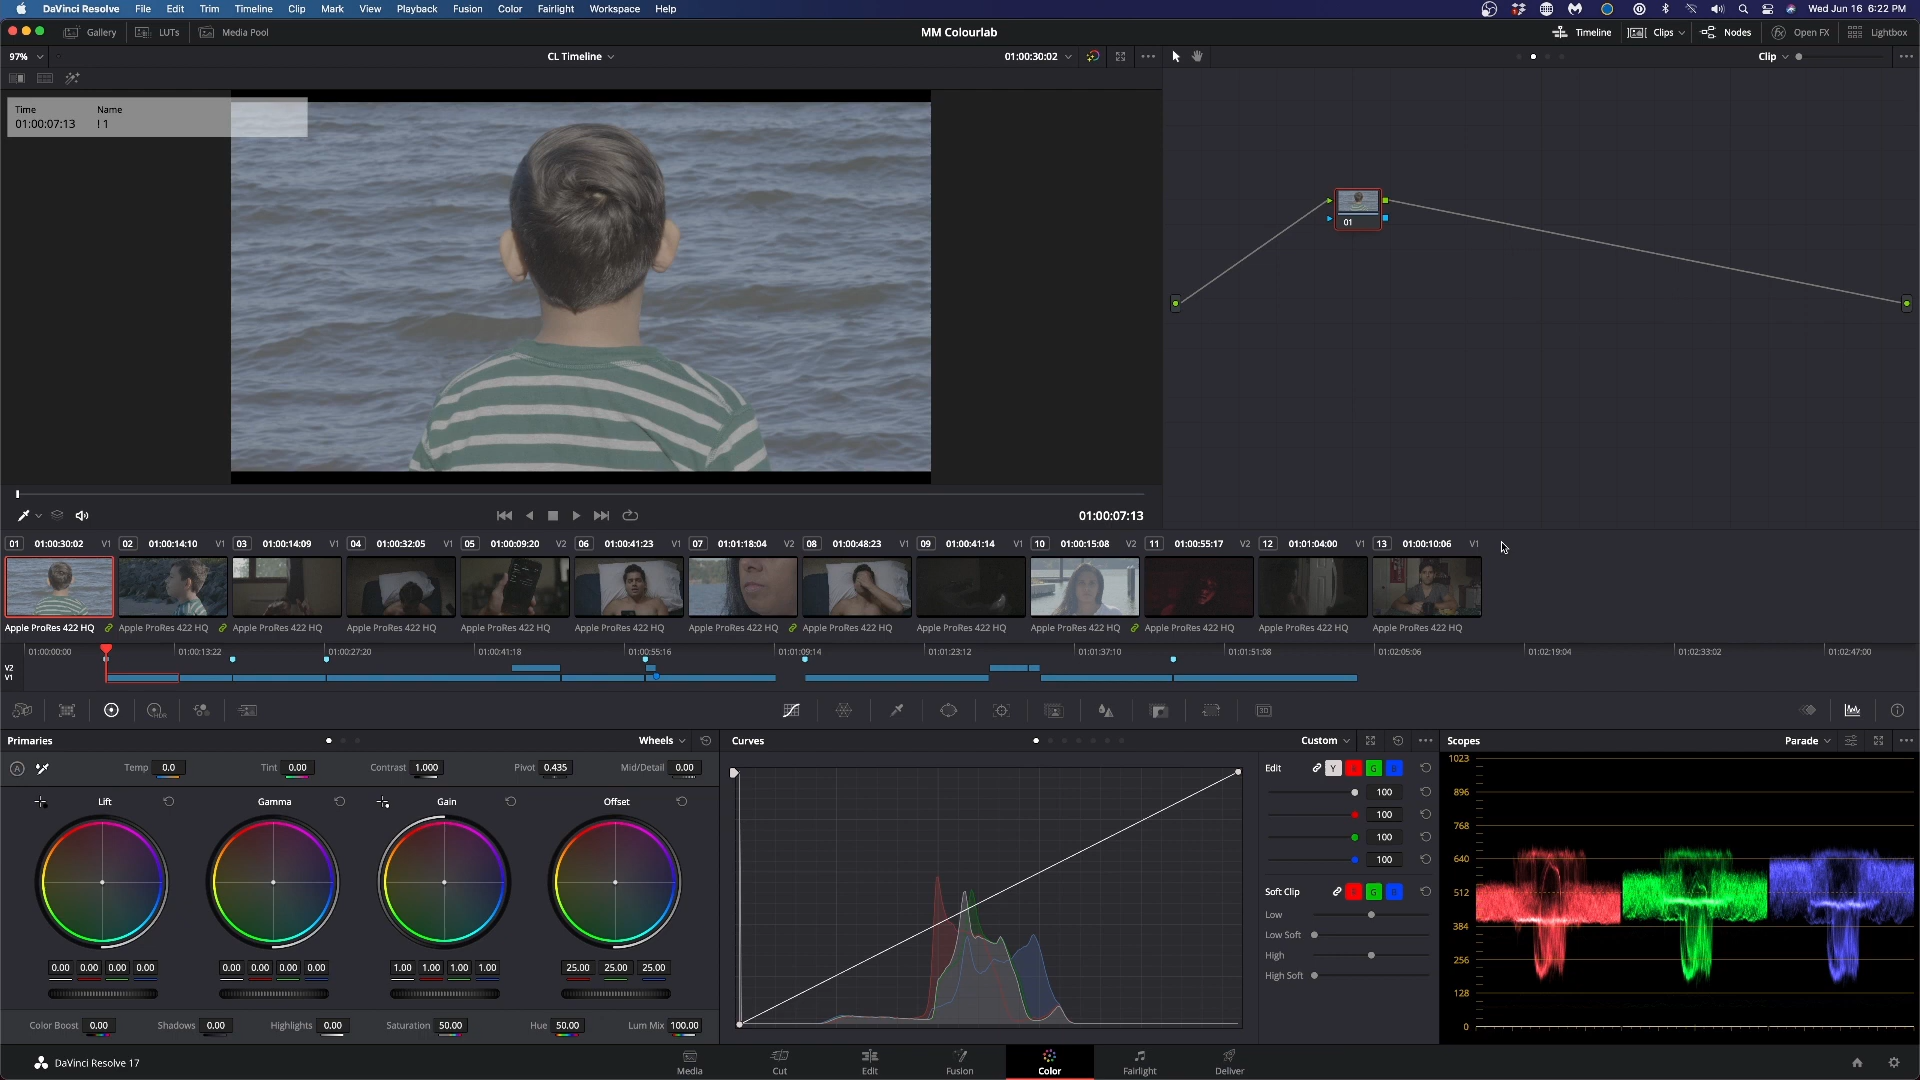 DaVinci Resolve File Edit Trim Timeline Clip Mark View Playback Fusion Color Fairlight Workspace Help Wed Jun 16 6:22 PM
Gallery LUTs Media Pool MM Colourlab Timeline Clips Nodes Open FX Lightbox
97% CL Timeline 01:00:30:02 Clip
Time Name
01:00:07:13 ! 1
01
01:00:07:13
01 01:00:30:02 V1 02 01:00:14:10 V1 03 01:00:14:09 V1 04 01:00:32:05 V1 05 01:00:09:20 V2 06 01:00:41:23 V1 07 01:01:18:04 V2 08 01:00:48:23 V1 09 01:00:41:14 V1 10 01:00:15:08 V2 11 01:00:55:17 V2 12 01:01:04:00 V1 13 01:00:10:06 V1
Apple ProRes 422 HQ Apple ProRes 422 HQ Apple ProRes 422 HQ Apple ProRes 422 HQ Apple ProRes 422 HQ Apple ProRes 422 HQ Apple ProRes 422 HQ Apple ProRes 422 HQ Apple ProRes 422 HQ Apple ProRes 422 HQ Apple ProRes 422 HQ Apple ProRes 422 HQ Apple ProRes 422 HQ
01:00:00:00 01:00:13:22 01:00:27:20 01:00:41:18 01:00:55:16 01:01:09:14 01:01:23:12 01:01:37:10 01:01:51:08 01:02:05:06 01:02:19:04 01:02:33:02 01:02:47:00
V2
V1
HDR 3D
Primaries Wheels Curves Custom Scopes Parade
A Temp 0.0 Tint 0.00 Contrast 1.000 Pivot 0.435 Mid/Detail 0.00 Edit Y R G B
Lift Gamma Gain Offset
100
100
100
100
Soft Clip R G B
Low
Low Soft
High
High Soft
1023
896
768
640
512
384
256
128
0
0.00 0.00 0.00 0.00 0.00 0.00 0.00 0.00 1.00 1.00 1.00 1.00 25.00 25.00 25.00
Color Boost 0.00 Shadows 0.00 Highlights 0.00 Saturation 50.00 Hue 50.00 Lum Mix 100.00
DaVinci Resolve 17 Media Cut Edit Fusion Color Fairlight Deliver